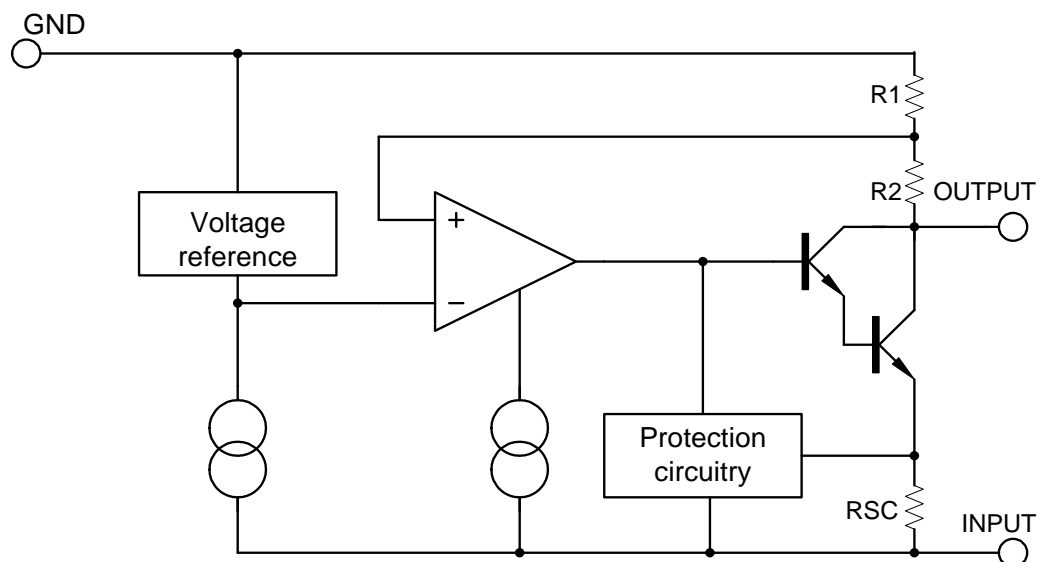 GND
R1
R2
OUTPUT
Voltage
reference
+
−
Protection
circuitry
RSC
INPUT